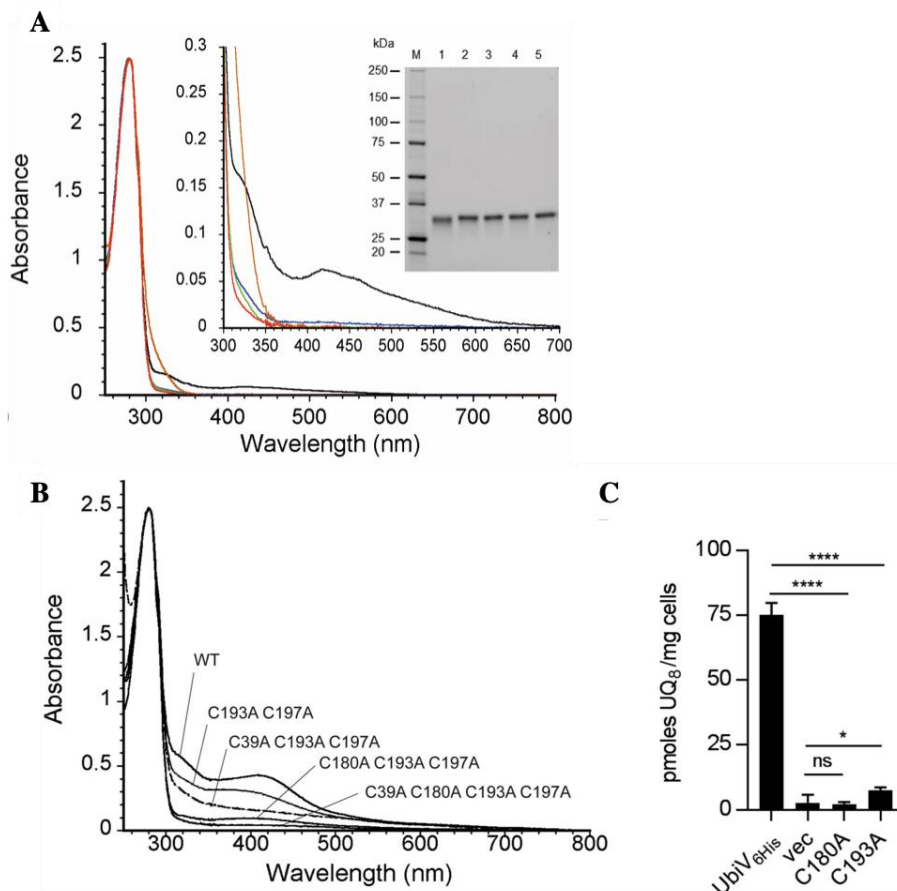 A
kDa M 1 2 3 4 5
250
150
100
75
50
37
25
20
0.3
0.25
0.2
0.15
0.1
0.05
0
300 350 400 450 500 550 600 650 700
2.5
2
1.5
1
0.5
0
Absorbance
300 400 500 600 700 800
Wavelength (nm)
B
2.5
2
1.5
1
0.5
0
Absorbance
WT
C193A C197A
C39A C193A C197A
C180A C193A C197A
C39A C180A C193A C197A
300 400 500 600 700 800
Wavelength (nm)
C
100
75
50
25
0
pmoles UQ8/mg cells
****
****
*
ns
UbiV6His
vec
C180A
C193A